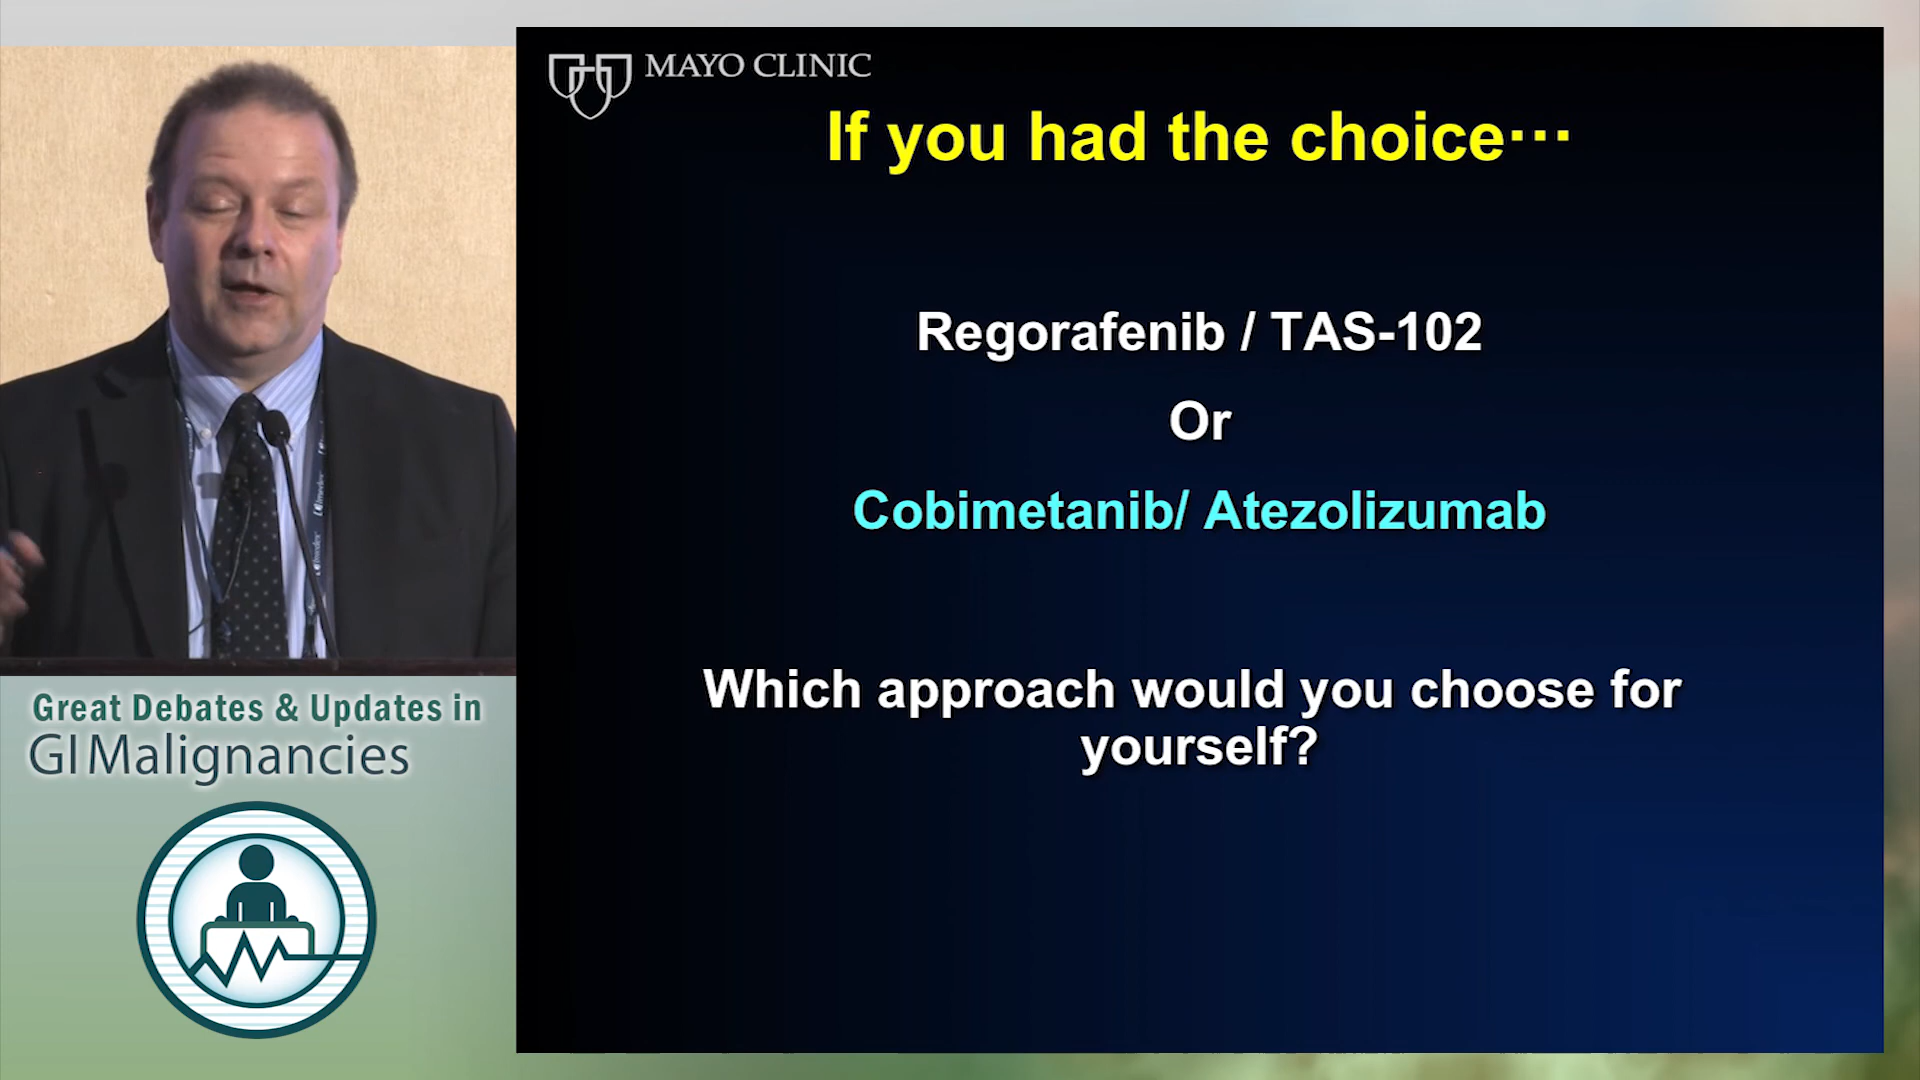 MAYO CLINIC
If you had the choice…
Regorafenib / TAS-102
Or
Cobimetanib/ Atezolizumab
Which approach would you choose for
yourself?
Great Debates & Updates in
GI Malignancies